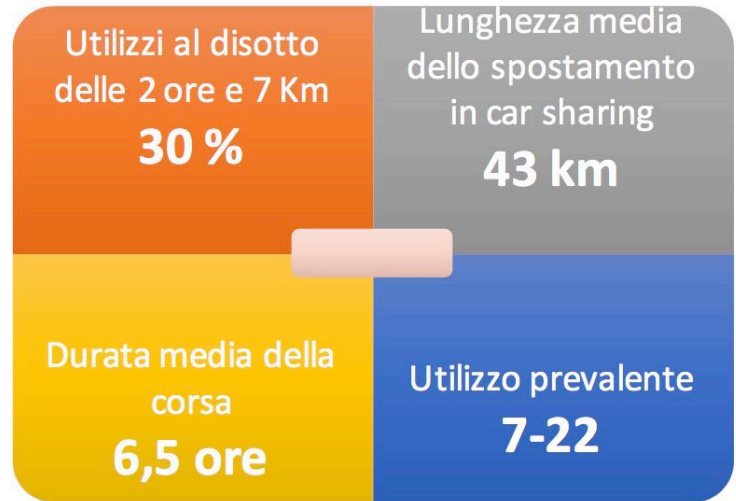 Utilizzi al disotto
delle 2 ore e 7 Km
30 %
Lunghezza media
dello spostamento
in car sharing
43 km
Durata media della
corsa
6,5 ore
Utilizzo prevalente
7-22